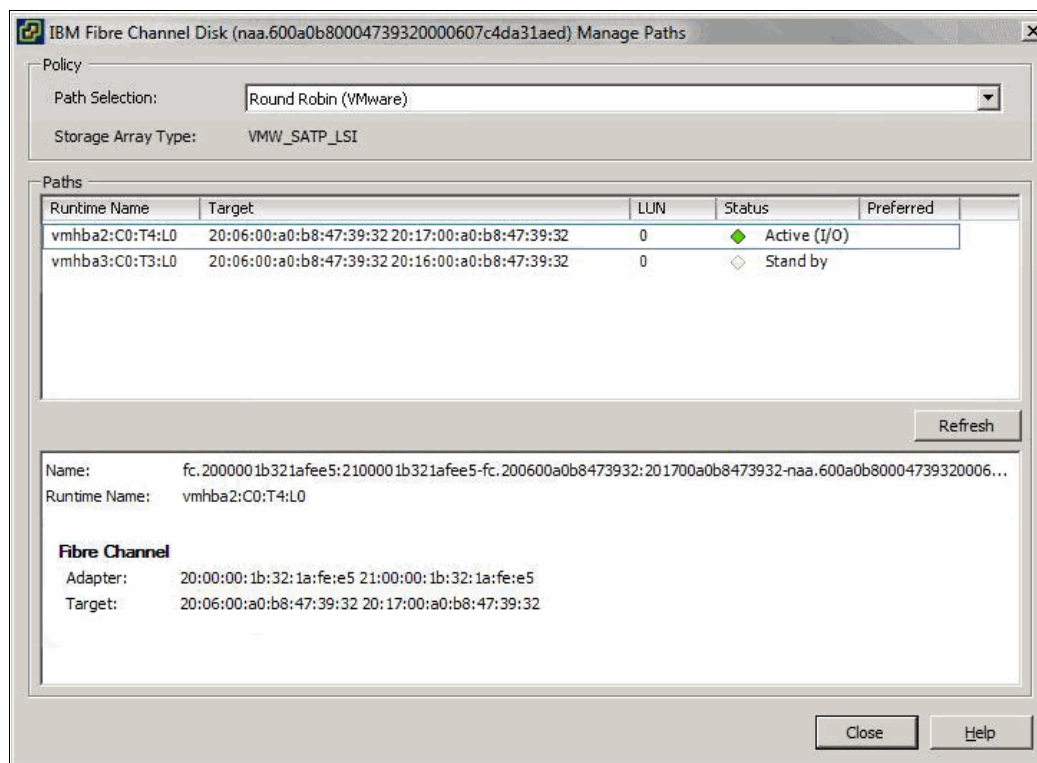 IBM Fibre Channel Disk (naa.600a0b80004739320000607c4da31aed) Manage Paths
Policy
Path Selection: Round Robin (VMware)
Storage Array Type: VMW_SATP_LSI
Paths
Runtime Name Target LUN Status Preferred
vmhba2:C0:T4:L0 20:06:00:a0:b8:47:39:32 20:17:00:a0:b8:47:39:32 0 Active (I/O)
vmhba3:C0:T3:L0 20:06:00:a0:b8:47:39:32 20:16:00:a0:b8:47:39:32 0 Stand by
Refresh
Name: fc.2000001b321afee5:2100001b321afee5-fc.200600a0b8473932:201700a0b8473932-naa.600a0b80004739320006...
Runtime Name: vmhba2:C0:T4:L0
Fibre Channel
Adapter: 20:00:00:1b:32:1a:fe:e5 21:00:00:1b:32:1a:fe:e5
Target: 20:06:00:a0:b8:47:39:32 20:17:00:a0:b8:47:39:32
Close Help